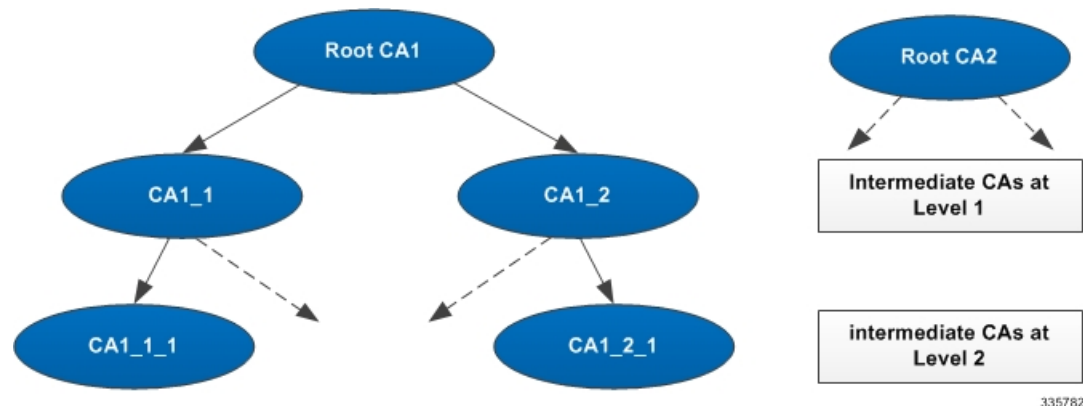 Root CA1
Root CA2
CA1_1
CA1_2
Intermediate CAs at
Level 1
CA1_1_1
CA1_2_1
intermediate CAs at
Level 2
335782